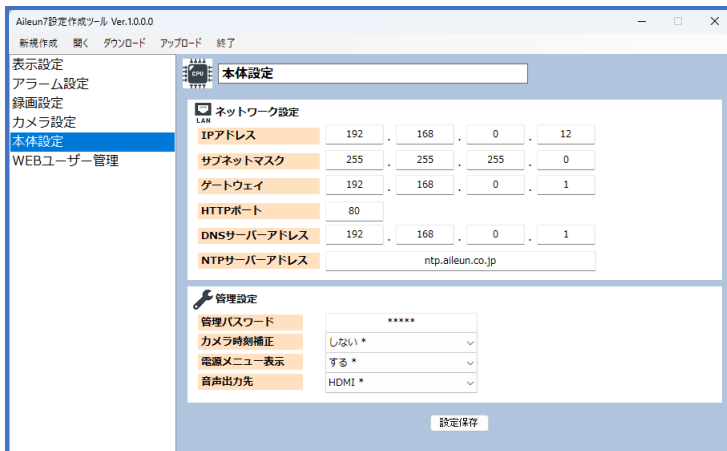 Aileun7設定作成ツール Ver.1.0.0.0
新規作成 開く ダウンロード アップロード 終了
表示設定
アラーム設定
録画設定
カメラ設定
本体設定
WEBユーザー管理
CPU 本体設定
LAN ネットワーク設定
IPアドレス 192 . 168 . 0 . 12
サブネットマスク 255 . 255 . 255 . 0
ゲートウェイ 192 . 168 . 0 . 1
HTTPポート 80
DNSサーバーアドレス 192 . 168 . 0 . 1
NTPサーバーアドレス ntp.aileun.co.jp
管理設定
管理パスワード *****
カメラ時刻補正 しない *
電源メニュー表示 する *
音声出力先 HDMI *
設定保存